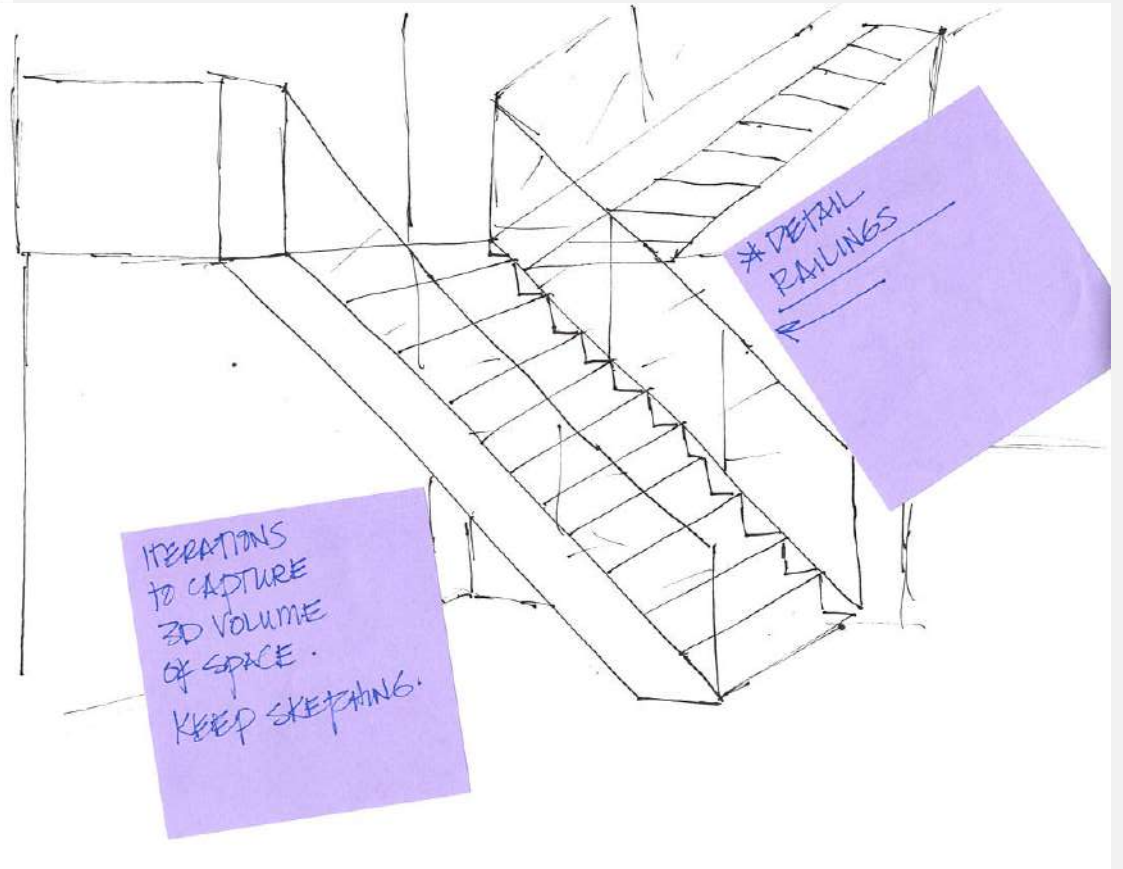 ITERATIONS
to CAPTURE
3D VOLUME
OF SPACE.
KEEP SKETCHING.
* DETAIL
RAILINGS